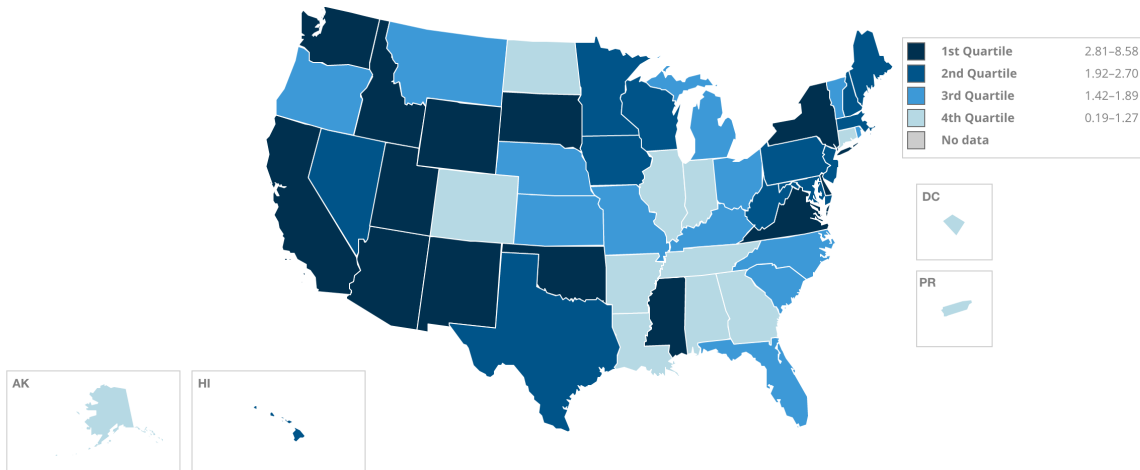 1st Quartile 2.81–8.58
2nd Quartile 1.92–2.70
3rd Quartile 1.42–1.89
4th Quartile 0.19–1.27
No data
DC
PR
AK
HI